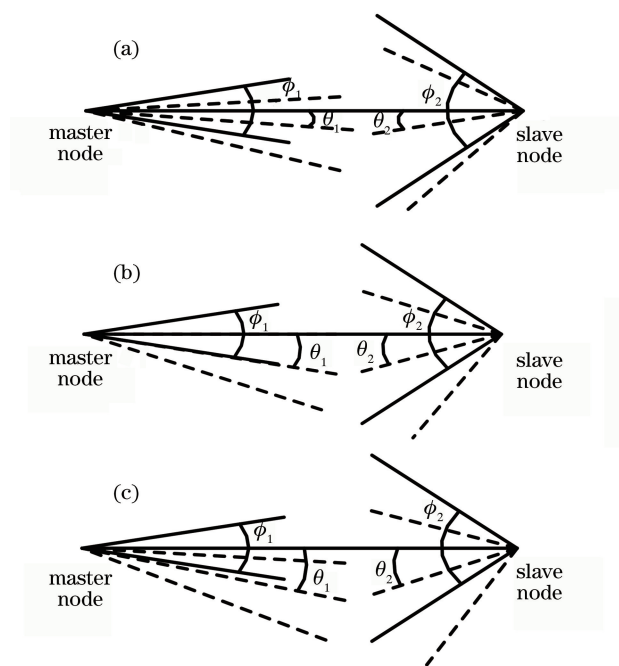 (a)
ϕ1
θ1
θ2
ϕ2
master
node
slave
node
(b)
ϕ1
θ1
θ2
ϕ2
master
node
slave
node
(c)
ϕ1
θ1
θ2
ϕ2
master
node
slave
node